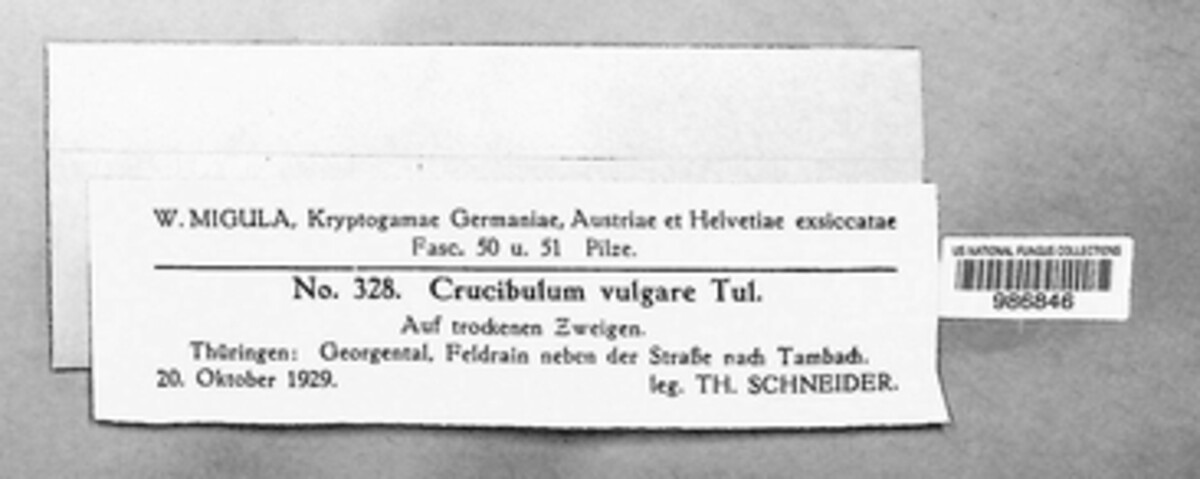 W. MIGULA, Kryptogamae Germaniae, Austriae et Helvetiae exsiccatae
Fasc. 50 u. 51 Pilze.
No. 328. Crucibulum vulgare Tul.
Auf trockenen Zweigen.
Thüringen: Georgental, Feldrain neben der Straße nach Tambach.
20. Oktober 1929. leg. TH. SCHNEIDER.
US NATIONAL FUNGUS COLLECTIONS
986846